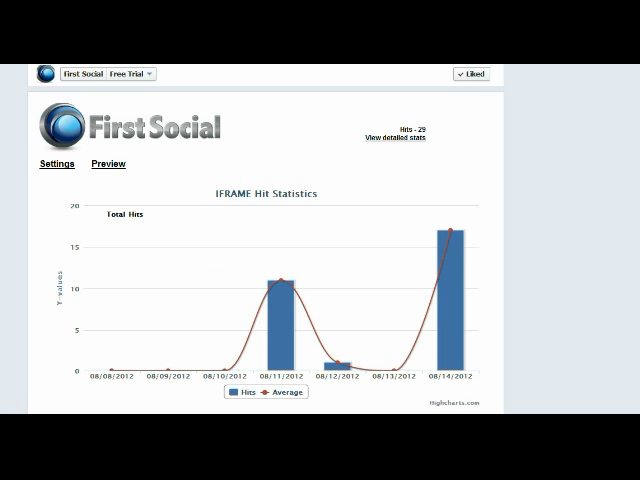 First Social Free Trial
Liked
First Social
Hits - 29
View detailed stats
Settings Preview
IFRAME Hit Statistics
Total Hits
20
15
10
5
0
Y-values
08/08/2012 08/09/2012 08/10/2012 08/11/2012 08/12/2012 08/13/2012 08/14/2012
Hits Average
Highcharts.com